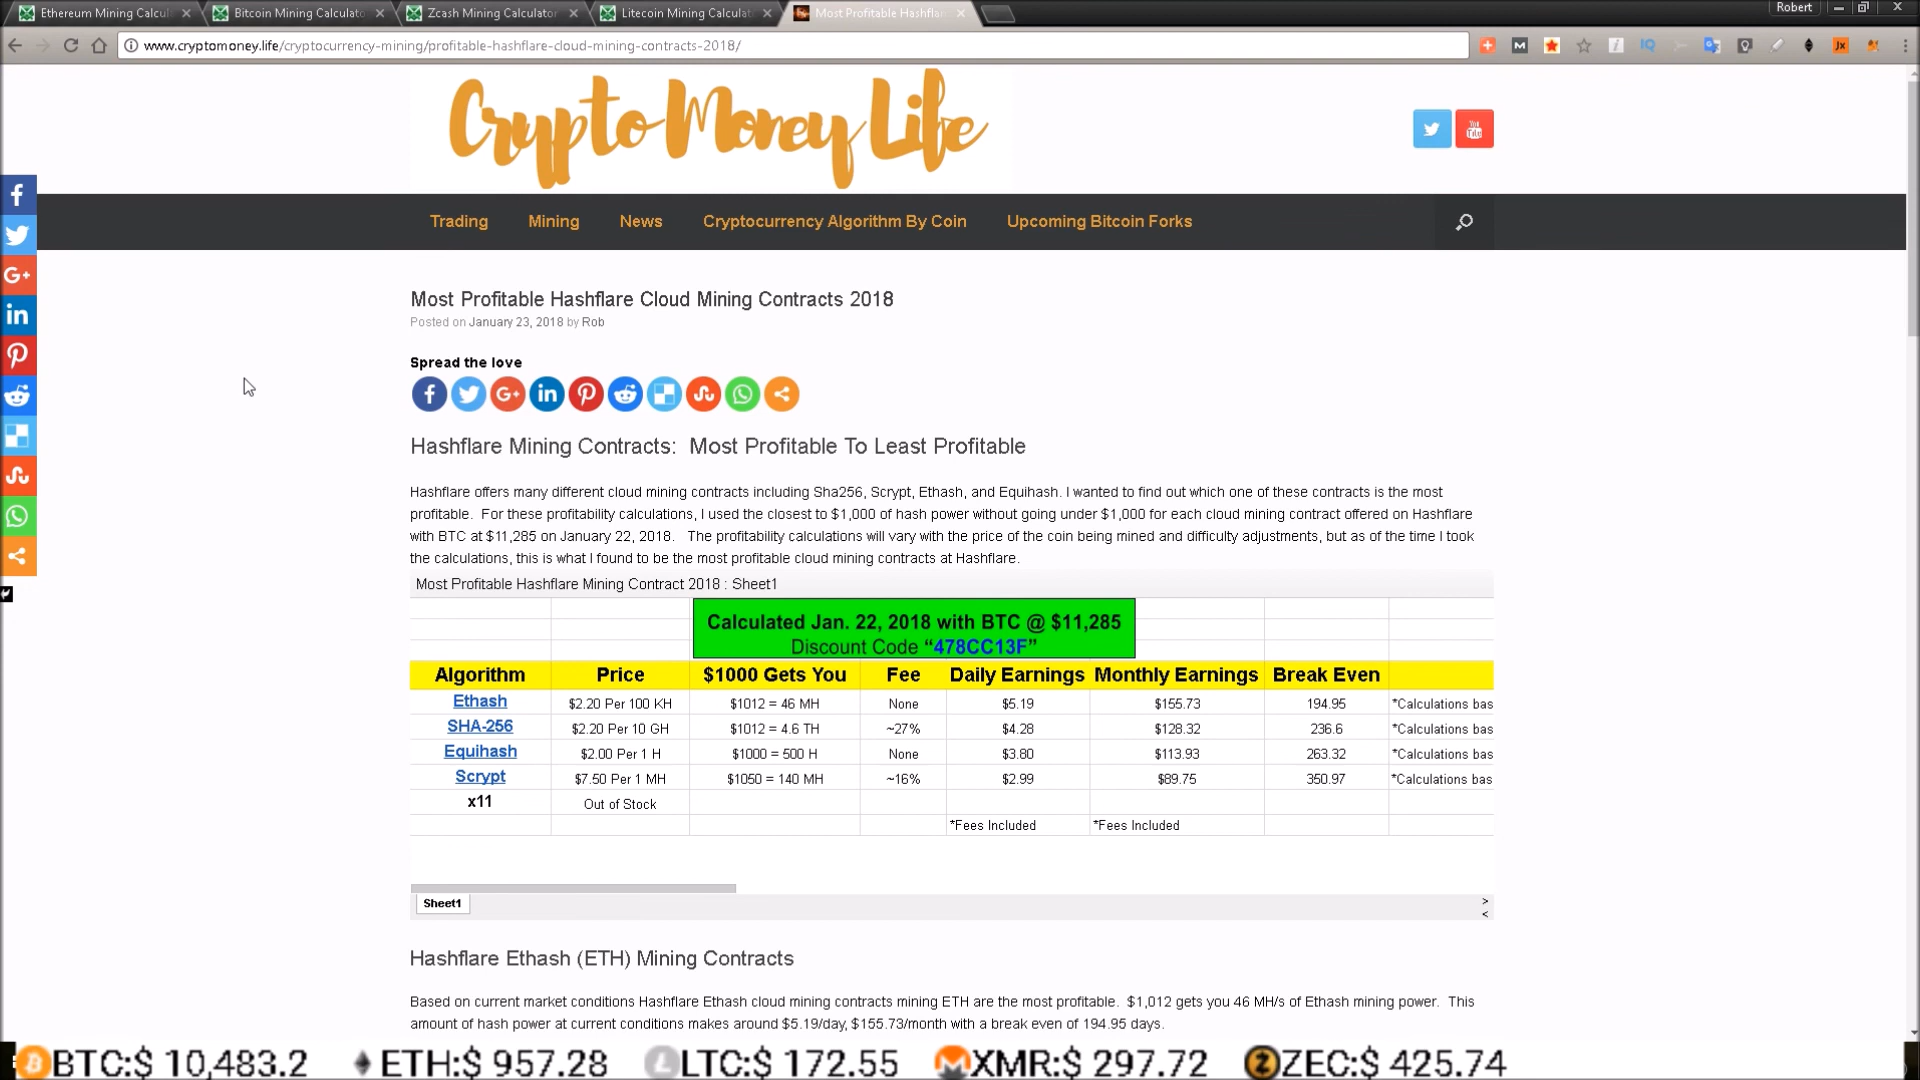 Ethereum Mining Calcul
Bitcoin Mining Calculato
Zcash Mining Calculator
Litecoin Mining Calculat
Most Profitable Hashfla
Robert
www.cryptomoney.life/cryptocurrency-mining/profitable-hashflare-cloud-mining-contracts-2018/
Crypto Money Life
Trading
Mining
News
Cryptocurrency Algorithm By Coin
Upcoming Bitcoin Forks
Most Profitable Hashflare Cloud Mining Contracts 2018
Posted on January 23, 2018 by Rob
Spread the love
Hashflare Mining Contracts:  Most Profitable To Least Profitable
Hashflare offers many different cloud mining contracts including Sha256, Scrypt, Ethash, and Equihash. I wanted to find out which one of these contracts is the most
profitable.  For these profitability calculations, I used the closest to $1,000 of hash power without going under $1,000 for each cloud mining contract offered on Hashflare
with BTC at $11,285 on January 22, 2018.   The profitability calculations will vary with the price of the coin being mined and difficulty adjustments, but as of the time I took
the calculations, this is what I found to be the most profitable cloud mining contracts at Hashflare.
Most Profitable Hashflare Mining Contract 2018 : Sheet1
Calculated Jan. 22, 2018 with BTC @ $11,285
Discount Code “478CC13F”
Algorithm Price $1000 Gets You Fee Daily Earnings Monthly Earnings Break Even
Ethash $2.20 Per 100 KH $1012 = 46 MH None $5.19 $155.73 194.95 *Calculations bas
SHA-256 $2.20 Per 10 GH $1012 = 4.6 TH ~27% $4.28 $128.32 236.6 *Calculations bas
Equihash $2.00 Per 1 H $1000 = 500 H None $3.80 $113.93 263.32 *Calculations bas
Scrypt $7.50 Per 1 MH $1050 = 140 MH ~16% $2.99 $89.75 350.97 *Calculations bas
x11 Out of Stock
*Fees Included *Fees Included
Sheet1
Hashflare Ethash (ETH) Mining Contracts
Based on current market conditions Hashflare Ethash cloud mining contracts mining ETH are the most profitable.  $1,012 gets you 46 MH/s of Ethash mining power.  This
amount of hash power at current conditions makes around $5.19/day, $155.73/month with a break even of 194.95 days.
BTC:$ 10,483.2 ETH:$ 957.28 LTC:$ 172.55 XMR:$ 297.72 ZEC:$ 425.74